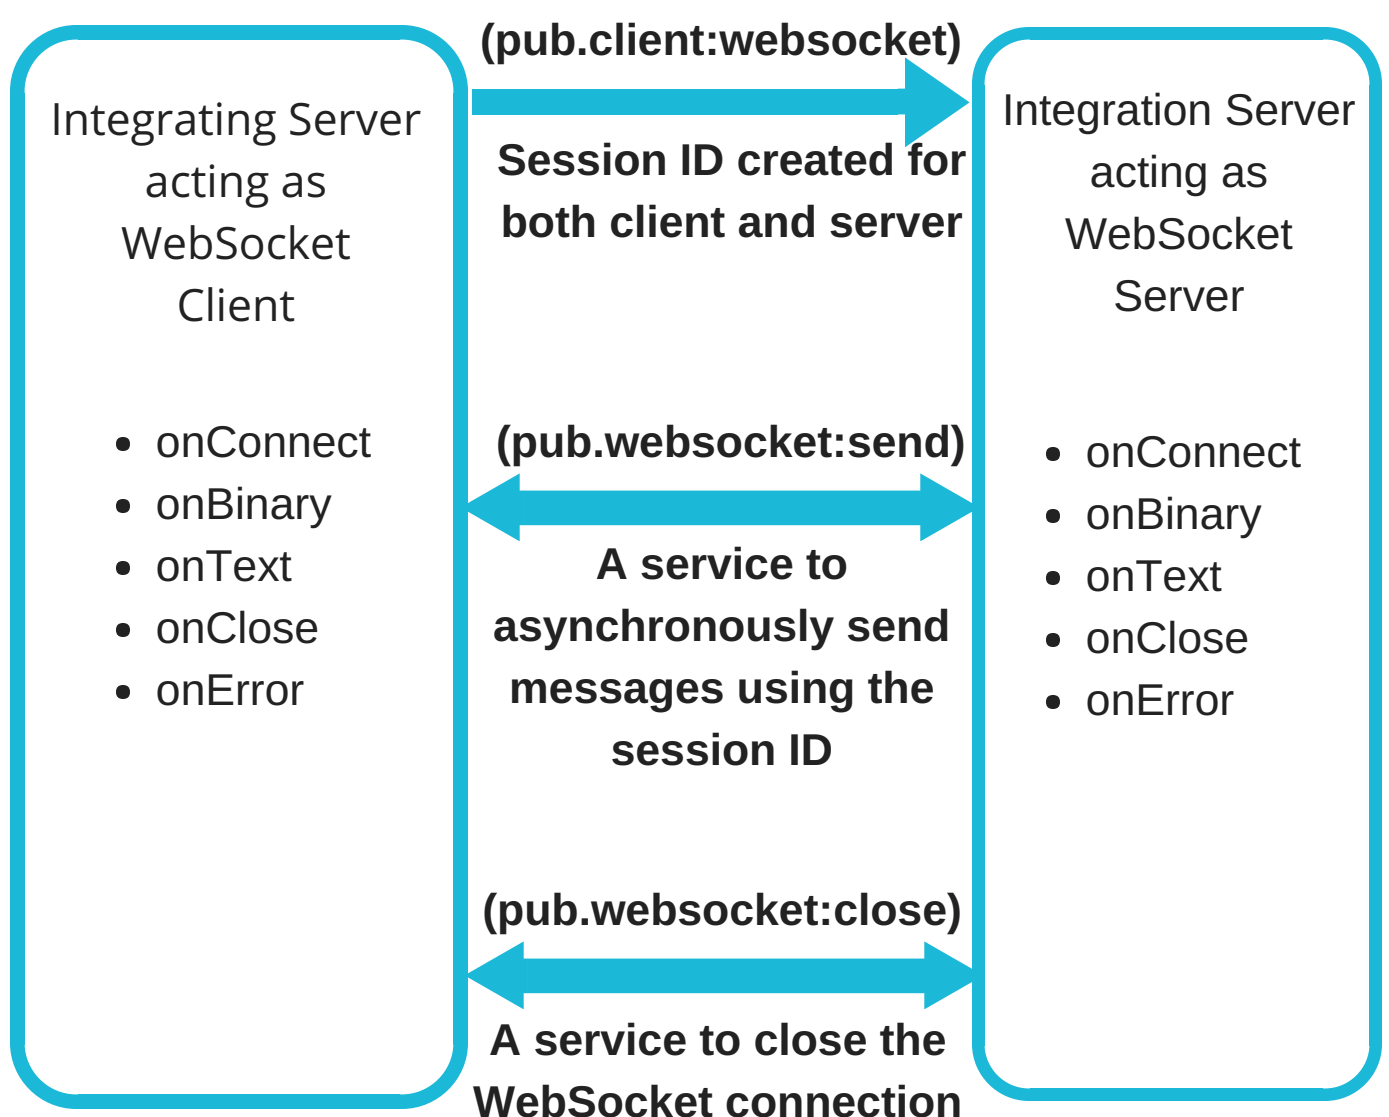 Integrating Server
acting as
WebSocket
Client
• onConnect
• onBinary
• onText
• onClose
• onError
(pub.client:websocket)
Session ID created for
both client and server
(pub.websocket:send)
A service to
asynchronously send
messages using the
session ID
(pub.websocket:close)
A service to close the
WebSocket connection
Integration Server
acting as
WebSocket
Server
• onConnect
• onBinary
• onText
• onClose
• onError